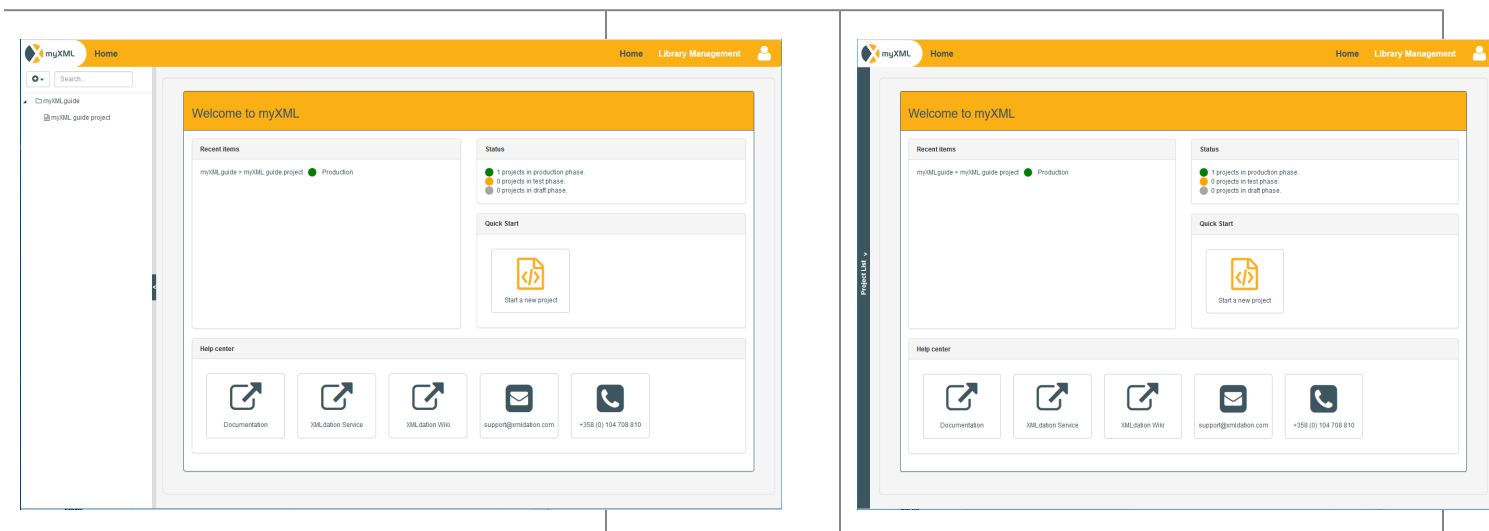 myXML Home Home Library Management
Search..
myXMLguide
myXML guide project
Welcome to myXML
Recent items
myXMLguide > myXML guide project Production
Status
1 projects in production phase.
0 projects in test phase.
0 projects in draft phase.
Quick Start
Start a new project
Help center
Documentation
XMLdation Service
XMLdation Wiki
support@xmldation.com
+358 (0) 104 708 810
myXML Home Home Library Management
Project List >
Welcome to myXML
Recent items
myXMLguide > myXML guide project Production
Status
1 projects in production phase.
0 projects in test phase.
0 projects in draft phase.
Quick Start
Start a new project
Help center
Documentation
XMLdation Service
XMLdation Wiki
support@xmldation.com
+358 (0) 104 708 810